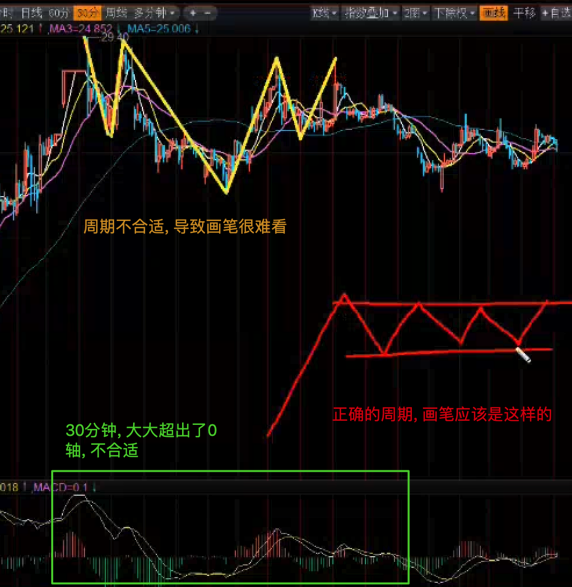 日线 60分 30分 周线 多分钟 + -
K线 指数叠加 2图 下除权 画线 平移 +自选
25.121↑ ,MA3=24.852↓,MA5=25.006↓
29.40
周期不合适, 导致画笔很难看
正确的周期, 画笔应该是这样的
30分钟, 大大超出了0
轴, 不合适
018↑,MACD=0.1↓